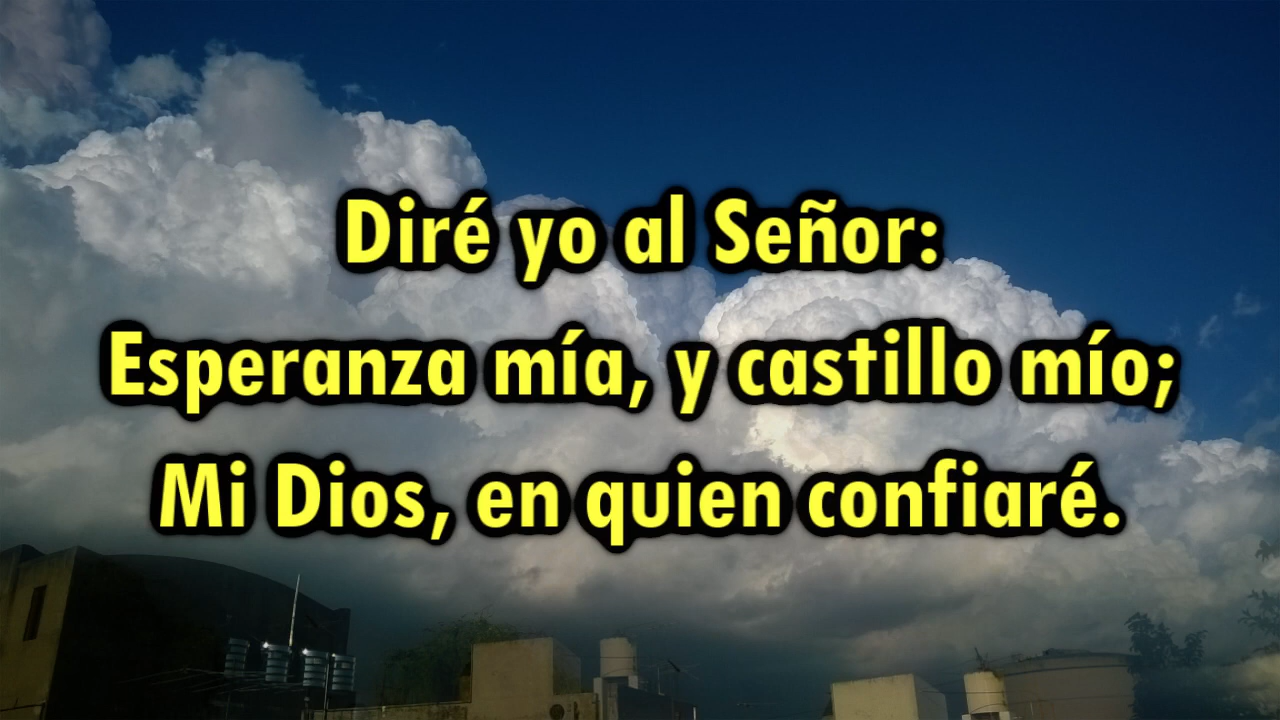 Diré yo al Señor:
Esperanza mía, y castillo mío;
Mi Dios, en quien confiaré.